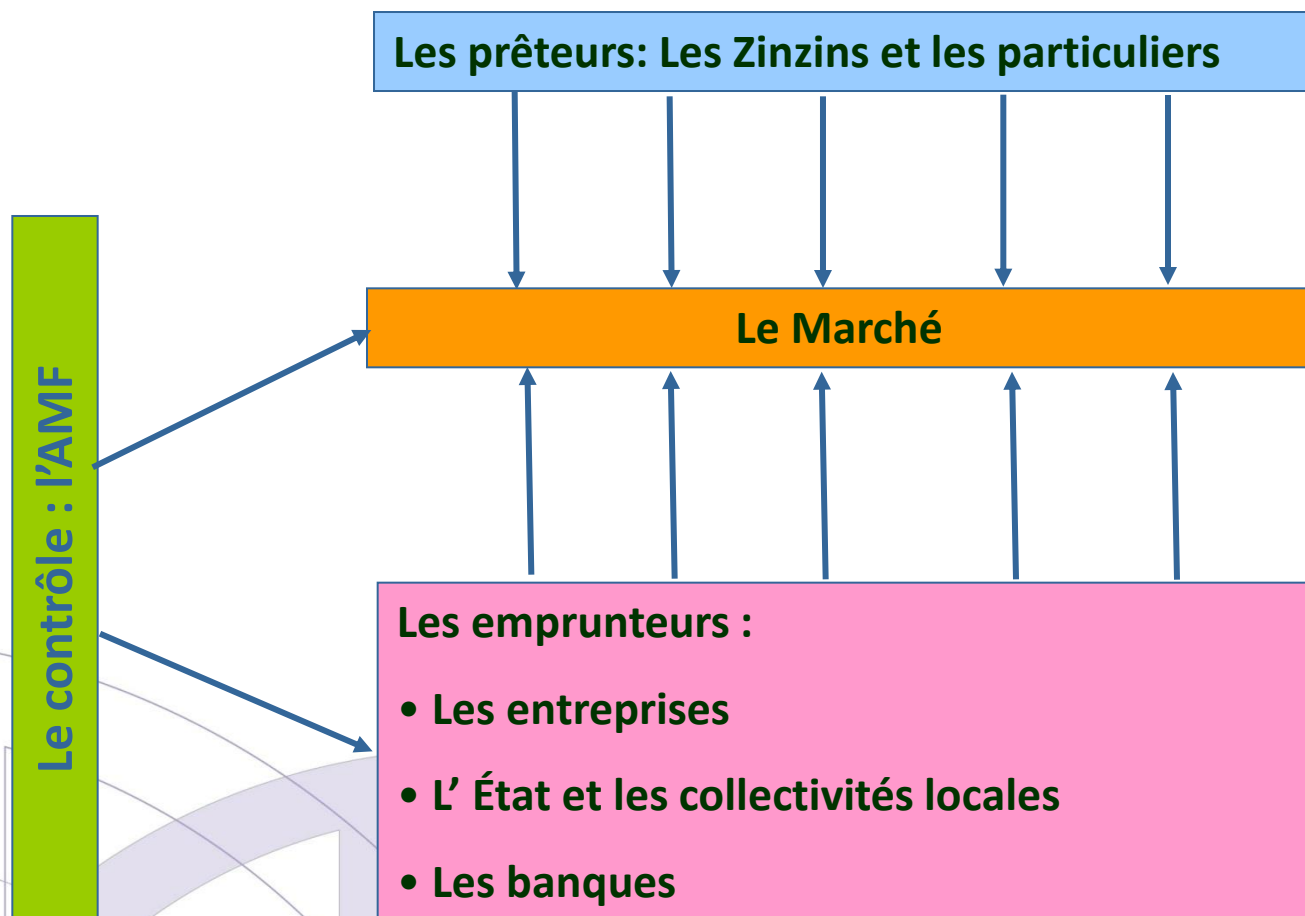 Les prêteurs: Les Zinzins et les particuliers
Le Marché
Le contrôle : l'AMF
Les emprunteurs :
• Les entreprises
• L' État et les collectivités locales
• Les banques